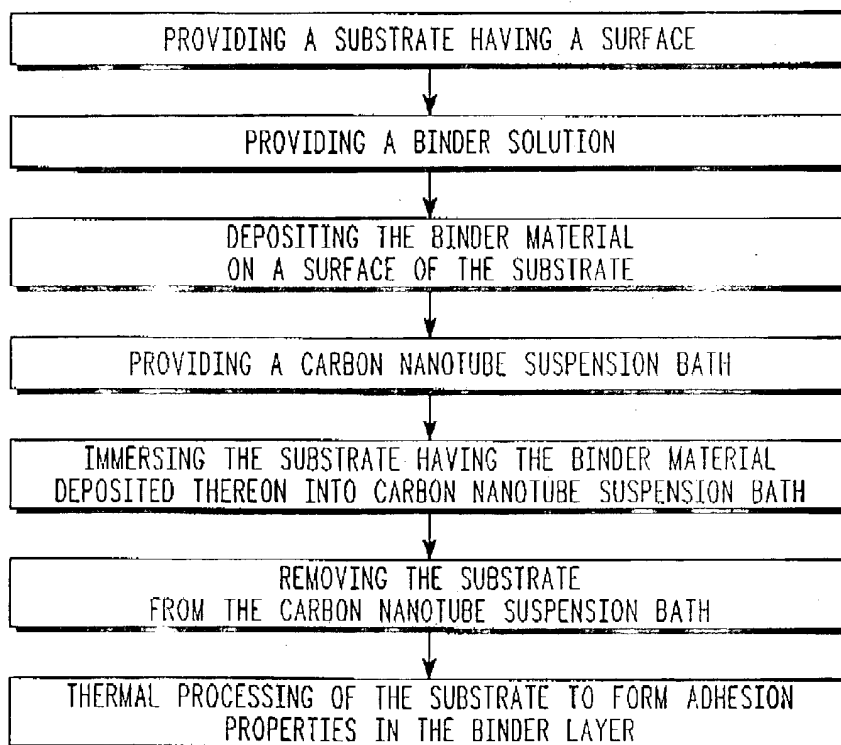 PROVIDING A SUBSTRATE HAVING A SURFACE
PROVIDING A BINDER SOLUTION
DEPOSITING THE BINDER MATERIAL
ON A SURFACE OF THE SUBSTRATE
PROVIDING A CARBON NANOTUBE SUSPENSION BATH
IMMERSING THE SUBSTRATE HAVING THE BINDER MATERIAL
DEPOSITED THEREON INTO CARBON NANOTUBE SUSPENSION BATH
REMOVING THE SUBSTRATE
FROM THE CARBON NANOTUBE SUSPENSION BATH
THERMAL PROCESSING OF THE SUBSTRATE TO FORM ADHESION
PROPERTIES IN THE BINDER LAYER